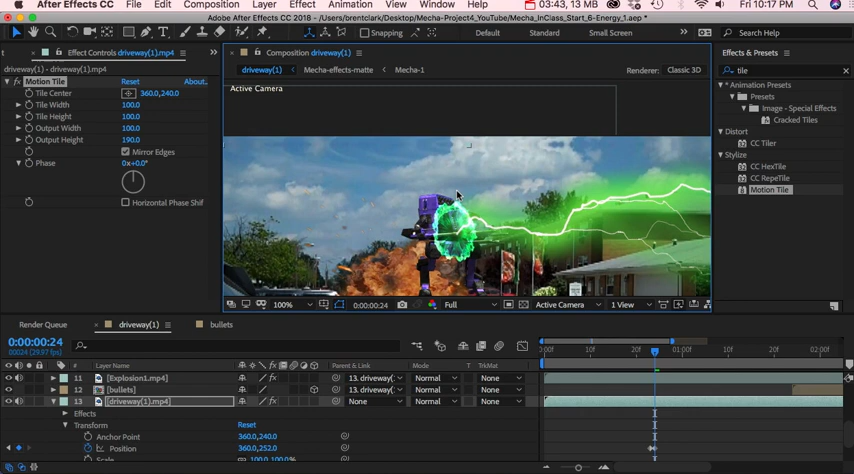 After Effects CC File Edit Composition Layer Effect Animation View Window Help 03:43, 13 MB Fri 10:17 PM
Adobe After Effects CC 2018 - /Users/brentclark/Desktop/Mecha-Project4_YouTube/Mecha_InClass_Start_6-Energy_1.aep *
Snapping Default Standard Small Screen Search Help
Effect Controls driveway(1).mp4 Composition driveway(1) Effects & Presets
driveway(1) · driveway(1).mp4 driveway(1) Mecha-effects-matte Mecha-1 Renderer: Classic 3D tile
fx Motion Tile Reset About..
Active Camera
Tile Center 360.0,240.0
Tile Width 100.0
Tile Height 100.0
Output Width 100.0
Output Height 190.0
Mirror Edges
Phase 0x+0.0°
Horizontal Phase Shif
* Animation Presets
Presets
Image - Special Effects
Cracked Tiles
Distort
CC Tiler
Stylize
CC HexTile
CC RepeTile
Motion Tile
100% 0:00:00:24 Full Active Camera 1 View
Render Queue driveway(1) bullets
0:00:00:24
00024 (29.97 fps)
:00f 10f 20f 01:00f 10f 20f 02:00f
# Layer Name Parent & Link Mode T TrkMat
11 [Explosion1.mp4] 13. driveway(: Normal None
12 [bullets] 13. driveway(: Normal None
13 [driveway(1).mp4] None Normal None
Effects
Transform Reset
Anchor Point 360.0,240.0
Position 360.0,252.0
Scale 100.0,100.0%